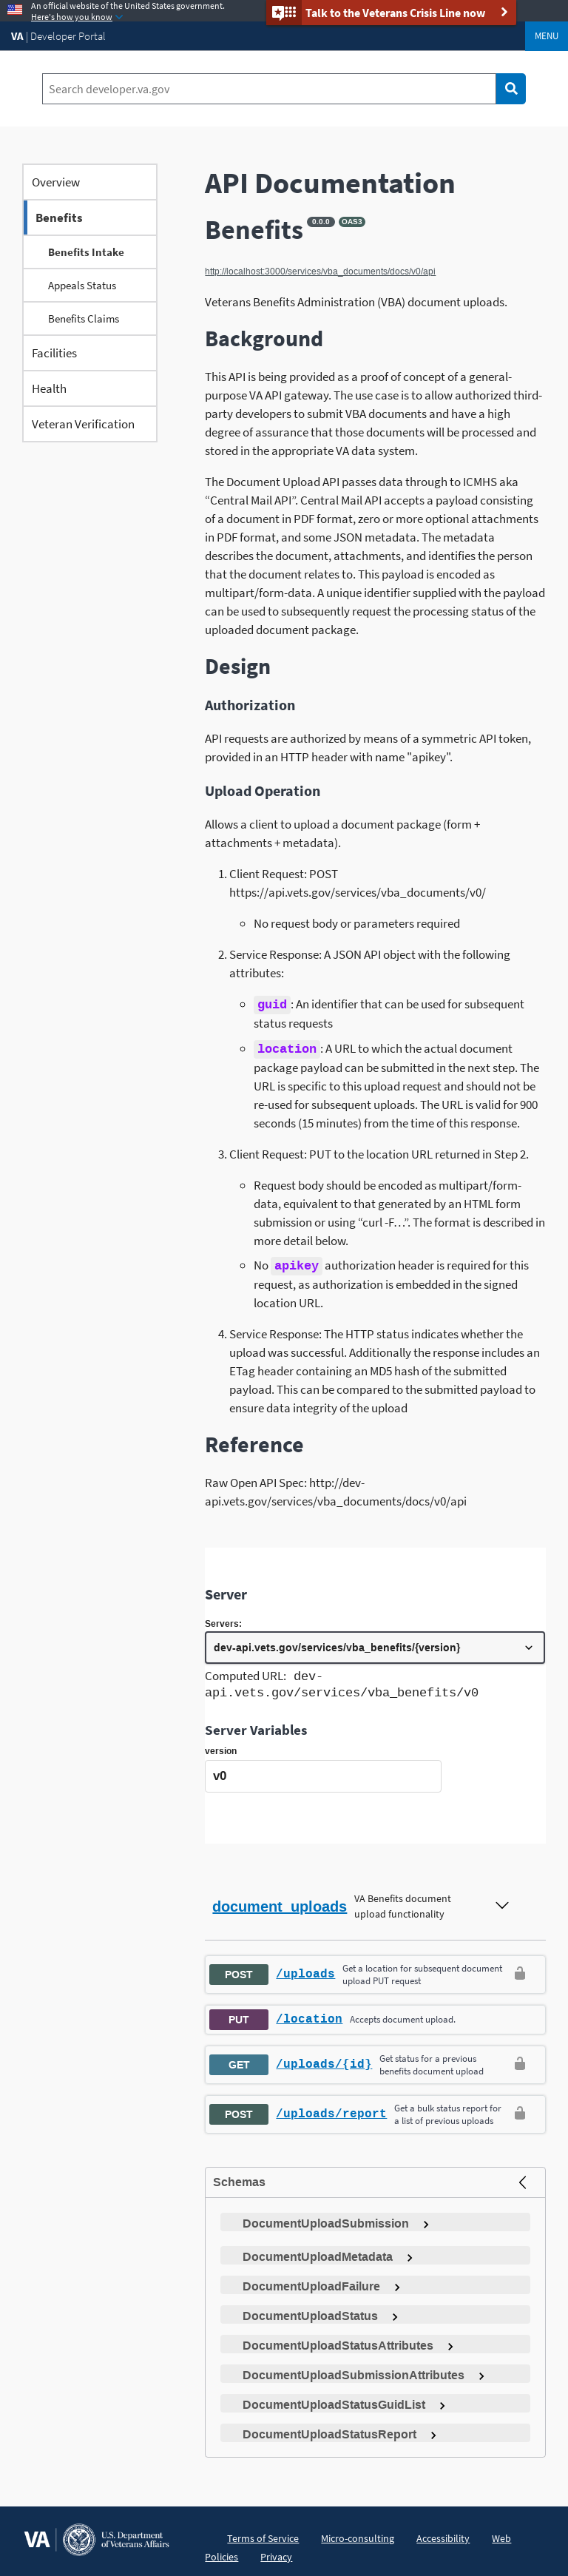 An official website of the United States government.
Here's how you know
Talk to the Veterans Crisis Line now
VA | Developer Portal
MENU
Search developer.va.gov
Overview
Benefits
Benefits Intake
Appeals Status
Benefits Claims
Facilities
Health
Veteran Verification
API Documentation
Benefits 0.0.0 OAS3
http://localhost:3000/services/vba_documents/docs/v0/api
Veterans Benefits Administration (VBA) document uploads.
Background
This API is being provided as a proof of concept of a general-
purpose VA API gateway. The use case is to allow authorized third-
party developers to submit VBA documents and have a high
degree of assurance that those documents will be processed and
stored in the appropriate VA data system.
The Document Upload API passes data through to ICMHS aka
“Central Mail API”. Central Mail API accepts a payload consisting
of a document in PDF format, zero or more optional attachments
in PDF format, and some JSON metadata. The metadata
describes the document, attachments, and identifies the person
that the document relates to. This payload is encoded as
multipart/form-data. A unique identifier supplied with the payload
can be used to subsequently request the processing status of the
uploaded document package.
Design
Authorization
API requests are authorized by means of a symmetric API token,
provided in an HTTP header with name "apikey".
Upload Operation
Allows a client to upload a document package (form +
attachments + metadata).
1. Client Request: POST
https://api.vets.gov/services/vba_documents/v0/
No request body or parameters required
2. Service Response: A JSON API object with the following
attributes:
guid: An identifier that can be used for subsequent
status requests
location: A URL to which the actual document
package payload can be submitted in the next step. The
URL is specific to this upload request and should not be
re-used for subsequent uploads. The URL is valid for 900
seconds (15 minutes) from the time of this response.
3. Client Request: PUT to the location URL returned in Step 2.
Request body should be encoded as multipart/form-
data, equivalent to that generated by an HTML form
submission or using “curl -F…”. The format is described in
more detail below.
No apikey authorization header is required for this
request, as authorization is embedded in the signed
location URL.
4. Service Response: The HTTP status indicates whether the
upload was successful. Additionally the response includes an
ETag header containing an MD5 hash of the submitted
payload. This can be compared to the submitted payload to
ensure data integrity of the upload
Reference
Raw Open API Spec: http://dev-
api.vets.gov/services/vba_documents/docs/v0/api
Server
Servers:
dev-api.vets.gov/services/vba_benefits/{version}
Computed URL: dev-
api.vets.gov/services/vba_benefits/v0
Server Variables
version
v0
document_uploads
VA Benefits document
upload functionality
POST /uploads
Get a location for subsequent document
upload PUT request
PUT /location Accepts document upload.
GET /uploads/{id}
Get status for a previous
benefits document upload
POST /uploads/report
Get a bulk status report for
a list of previous uploads
Schemas
DocumentUploadSubmission
DocumentUploadMetadata
DocumentUploadFailure
DocumentUploadStatus
DocumentUploadStatusAttributes
DocumentUploadSubmissionAttributes
DocumentUploadStatusGuidList
DocumentUploadStatusReport
VA
U.S. Department
of Veterans Affairs
Terms of Service Micro-consulting Accessibility Web
Policies Privacy